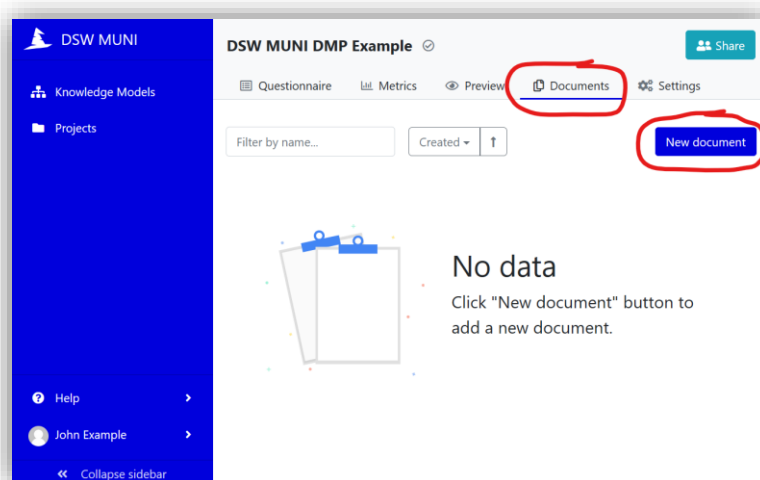 DSW MUNI
Knowledge Models
Projects
Help
John Example
Collapse sidebar
DSW MUNI DMP Example
Share
Questionnaire Metrics Preview Documents Settings
Filter by name... Created New document
No data
Click "New document" button to
add a new document.